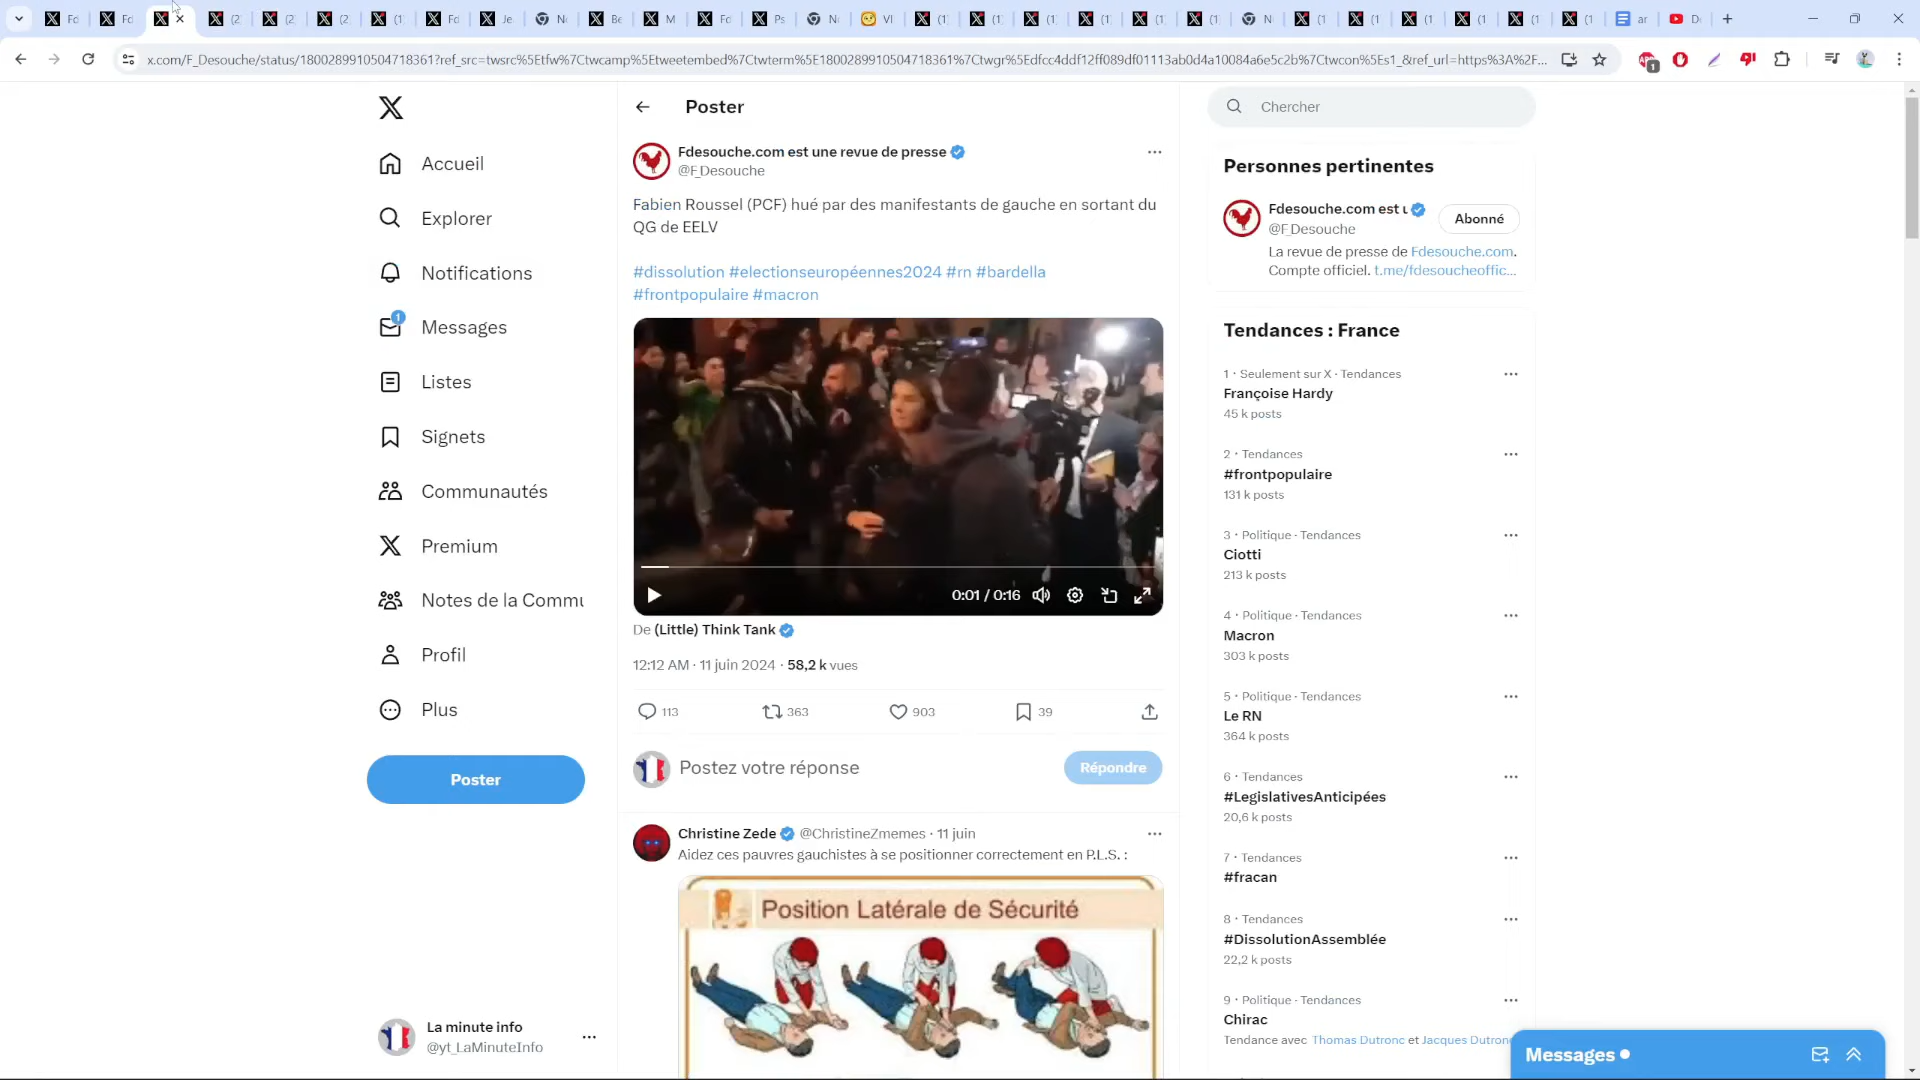 x.com/F_Desouche/status/1800289910504718361?ref_src=twsrc%5Etfw%7Ctwcamp%5Etweetembed%7Ctwterm%5E1800289910504718361%7Ctwgr%5Edfcc4ddf12ff089df01113ab0d4a10084a6e5c2b%7Ctwcon%5Es1_&ref_url=https%3A%2F...
Accueil
Explorer
Notifications
1
Messages
Listes
Signets
Communautés
Premium
Notes de la Commu
Profil
Plus
Poster
La minute info
@yt_LaMinuteInfo
Poster
Fdesouche.com est une revue de presse
@F_Desouche
Fabien Roussel (PCF) hué par des manifestants de gauche en sortant du
QG de EELV
#dissolution #electionseuropéennes2024 #rn #bardella
#frontpopulaire #macron
0:01 / 0:16
De (Little) Think Tank
12:12 AM · 11 juin 2024 · 58,2 k vues
113 363 903 39
Postez votre réponse
Répondre
Christine Zede @ChristineZmemes · 11 juin
Aidez ces pauvres gauchistes à se positionner correctement en P.L.S. :
Position Latérale de Sécurité
Chercher
Personnes pertinentes
Fdesouche.com est u
@F_Desouche
Abonné
La revue de presse de Fdesouche.com.
Compte officiel. t.me/fdesoucheoffic...
Tendances : France
1 · Seulement sur X · Tendances
Françoise Hardy
45 k posts
2 · Tendances
#frontpopulaire
131 k posts
3 · Politique · Tendances
Ciotti
213 k posts
4 · Politique · Tendances
Macron
303 k posts
5 · Politique · Tendances
Le RN
364 k posts
6 · Tendances
#LegislativesAnticipées
20,6 k posts
7 · Tendances
#fracan
8 · Tendances
#DissolutionAssemblée
22,2 k posts
9 · Politique · Tendances
Chirac
Tendance avec Thomas Dutronc et Jacques Dutron
Messages